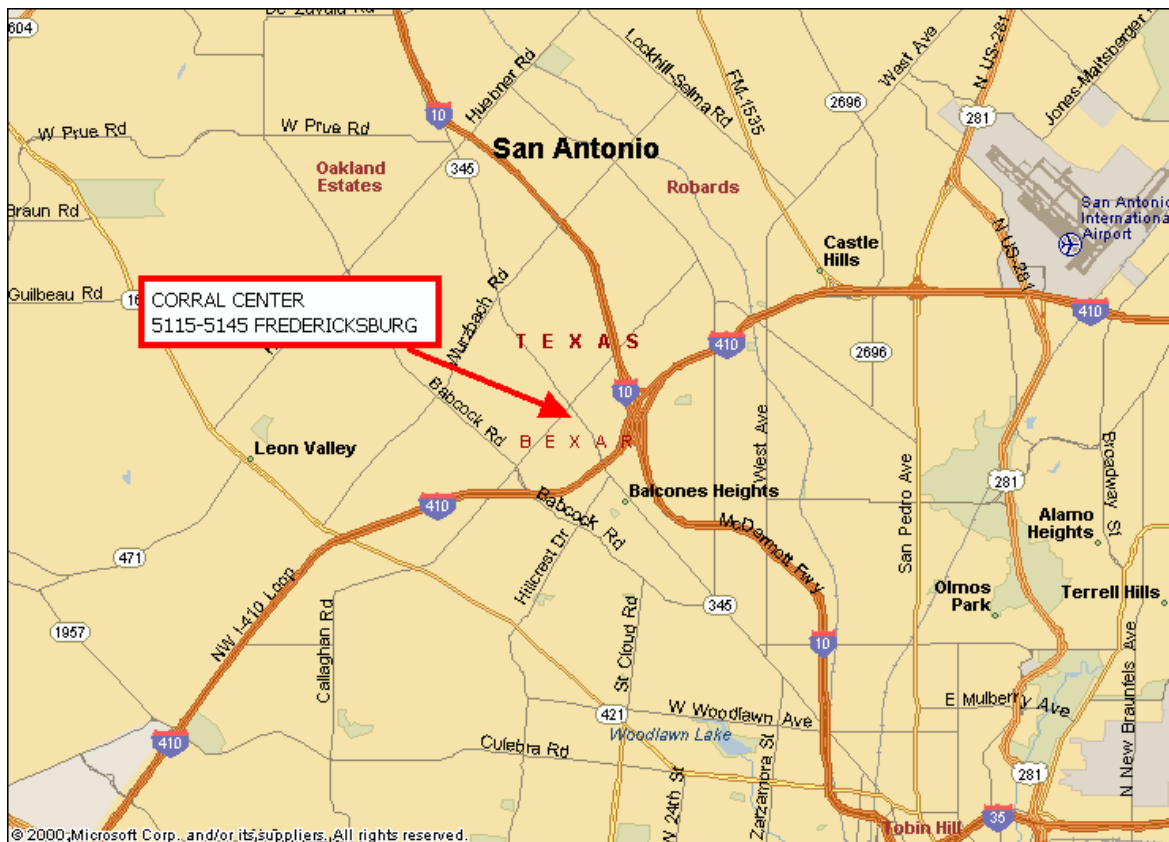 604
De Zavala Rd
W Prue Rd
W Prue Rd
Braun Rd
Guilbeau Rd
10
Huebner Rd
345
San Antonio
Oakland
Estates
Lockhill-Selma Rd
FM-1535
West Ave
2696
Robards
N US-281
281
Jones-Maltsberger
San Antonio
International
Airport
N US-281
Castle
Hills
CORRAL CENTER
5115-5145 FREDERICKSBURG
Wurzbach Rd
TEXAS
410
410
2696
10
Babcock Rd
BEXAR
Leon Valley
West Ave
San Pedro Ave
Broadway St
410
Babcock Rd
Balcones Heights
McDermott Fwy
281
Alamo
Heights
471
Hillcrest Dr
NW I-410 Loop
345
Olmos
Park
Terrell Hills
1957
Callaghan Rd
St Cloud Rd
10
E Mulberry Ave
N New Braunfels Ave
421
W Woodlawn Ave
Woodlawn Lake
410
Culebra Rd
W 24th St
Zarzamora St
281
35
Tobin Hill
© 2000 Microsoft Corp. and/or its suppliers. All rights reserved.